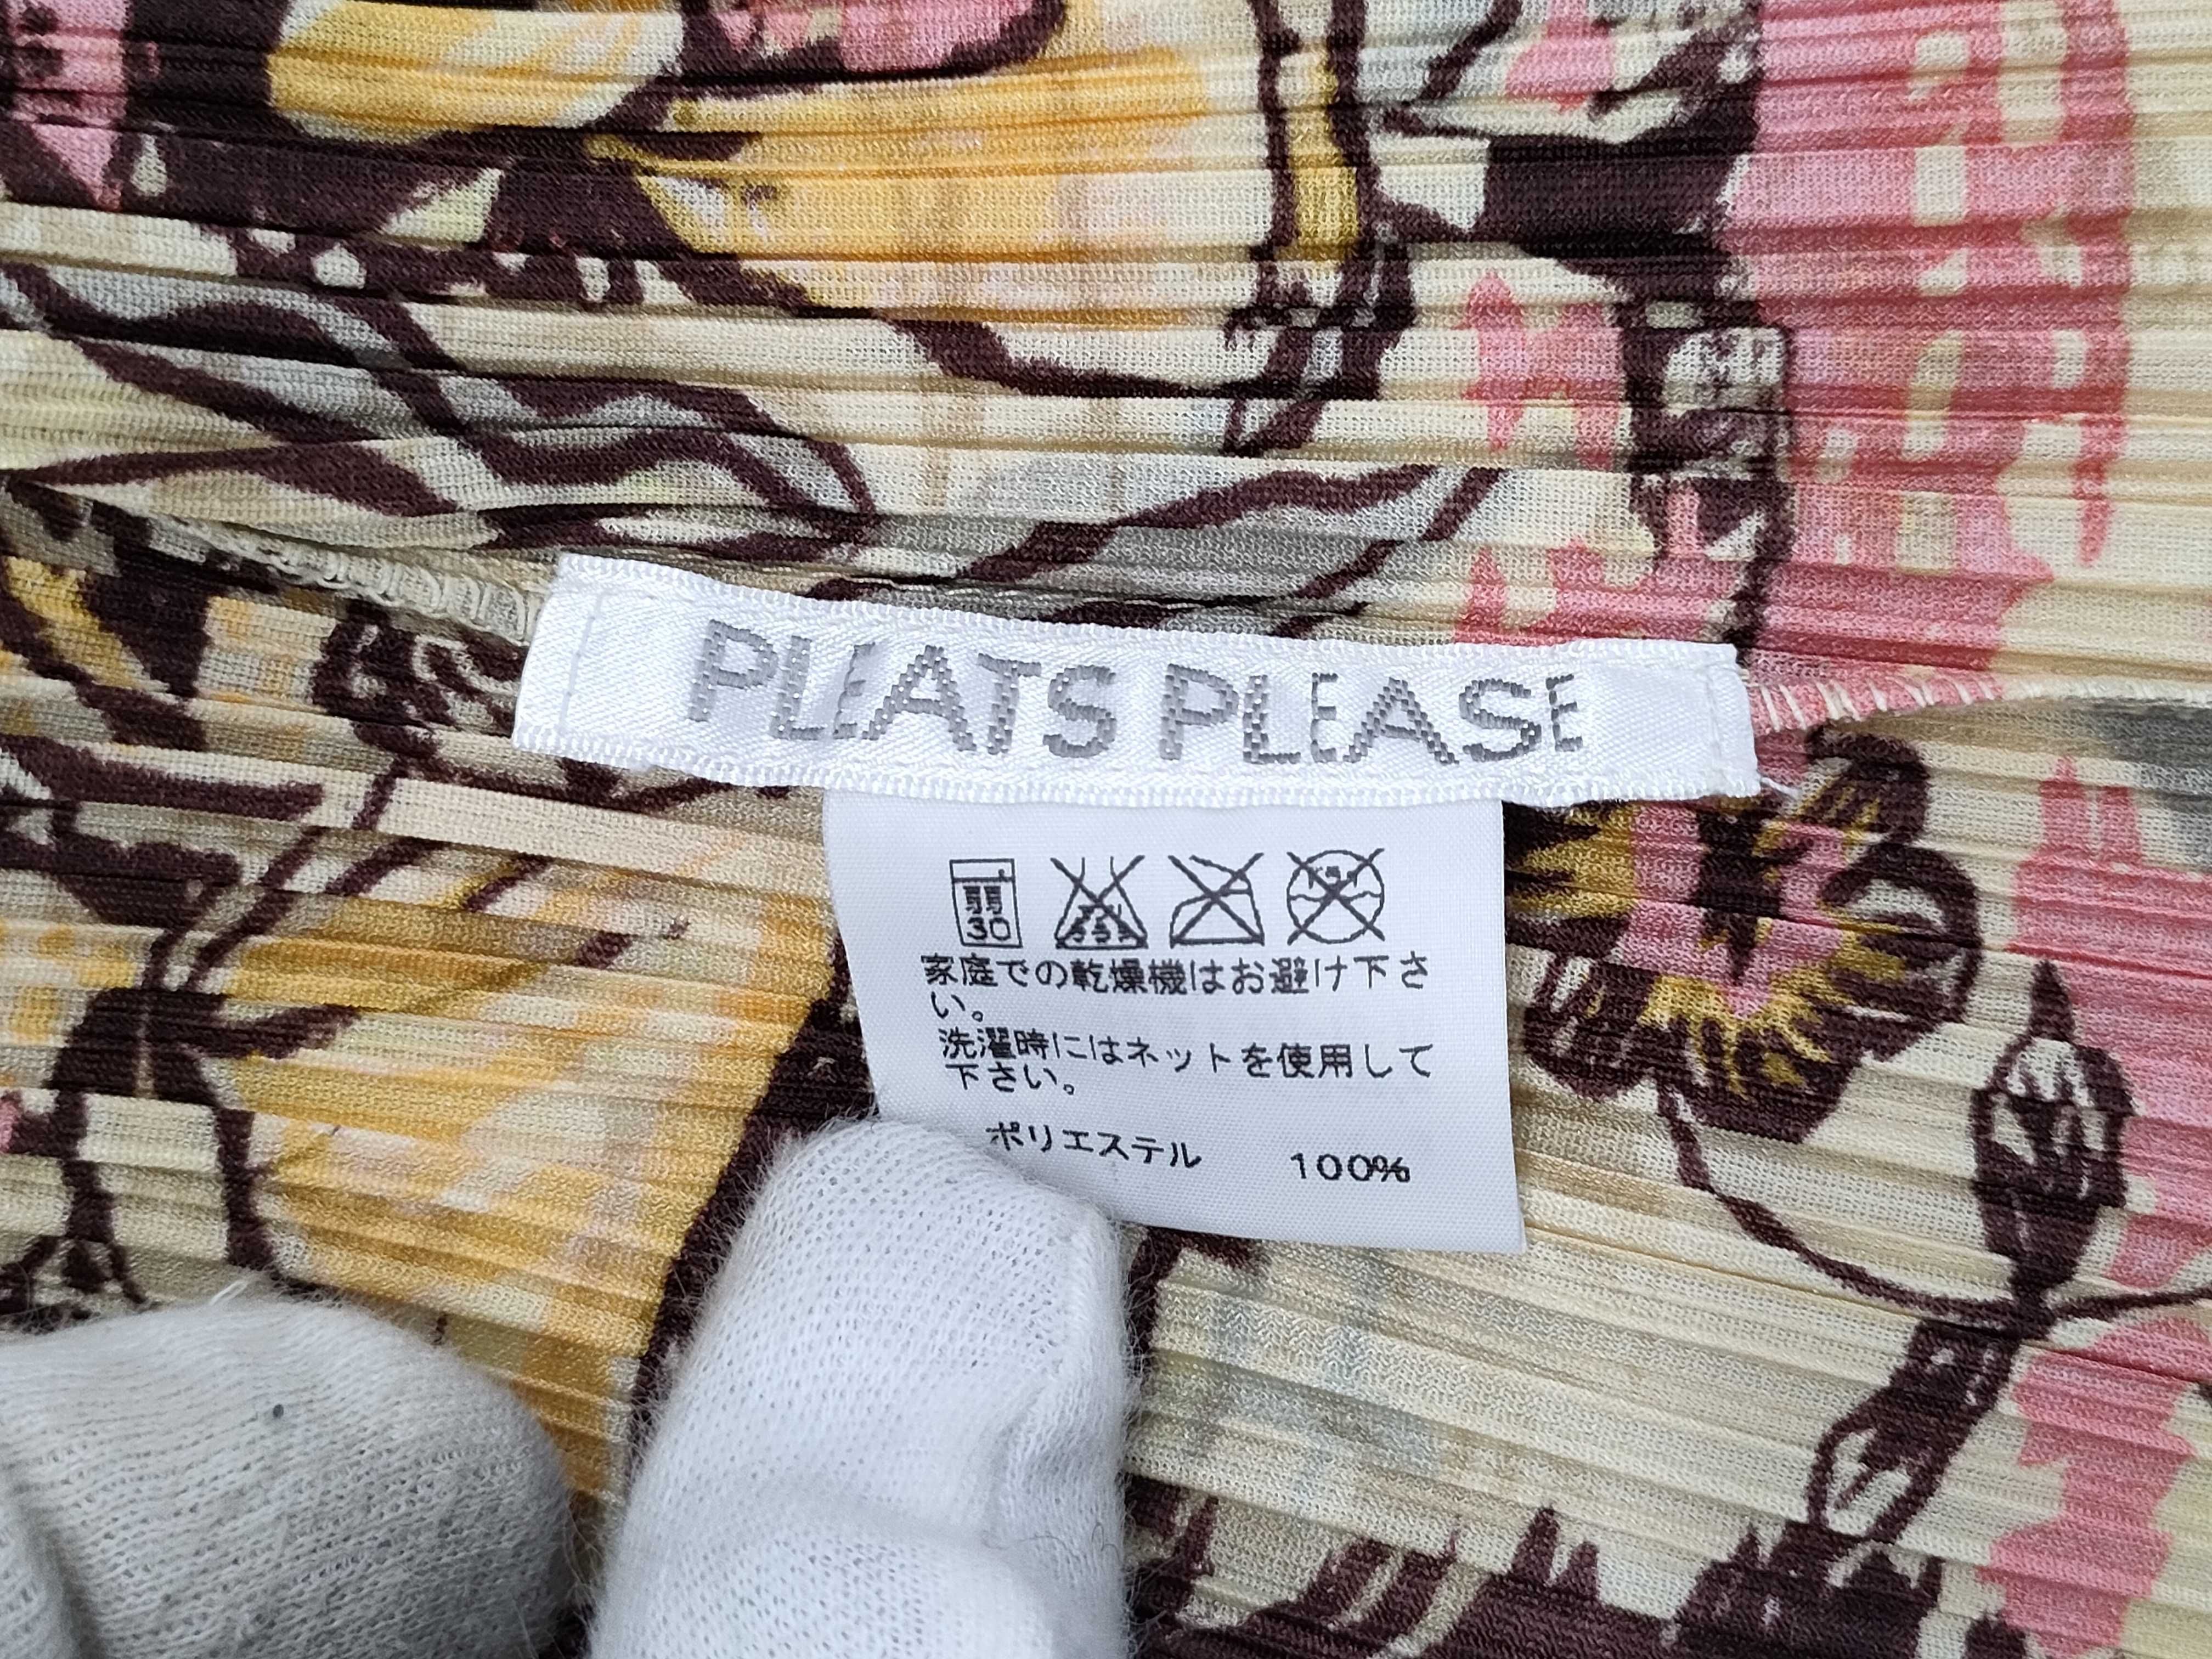 PLEATS PLEASE
弱
30
家庭での乾燥機はお避け下さ
い。
洗濯時にはネットを使用して
下さい。
ポリエステル 100%